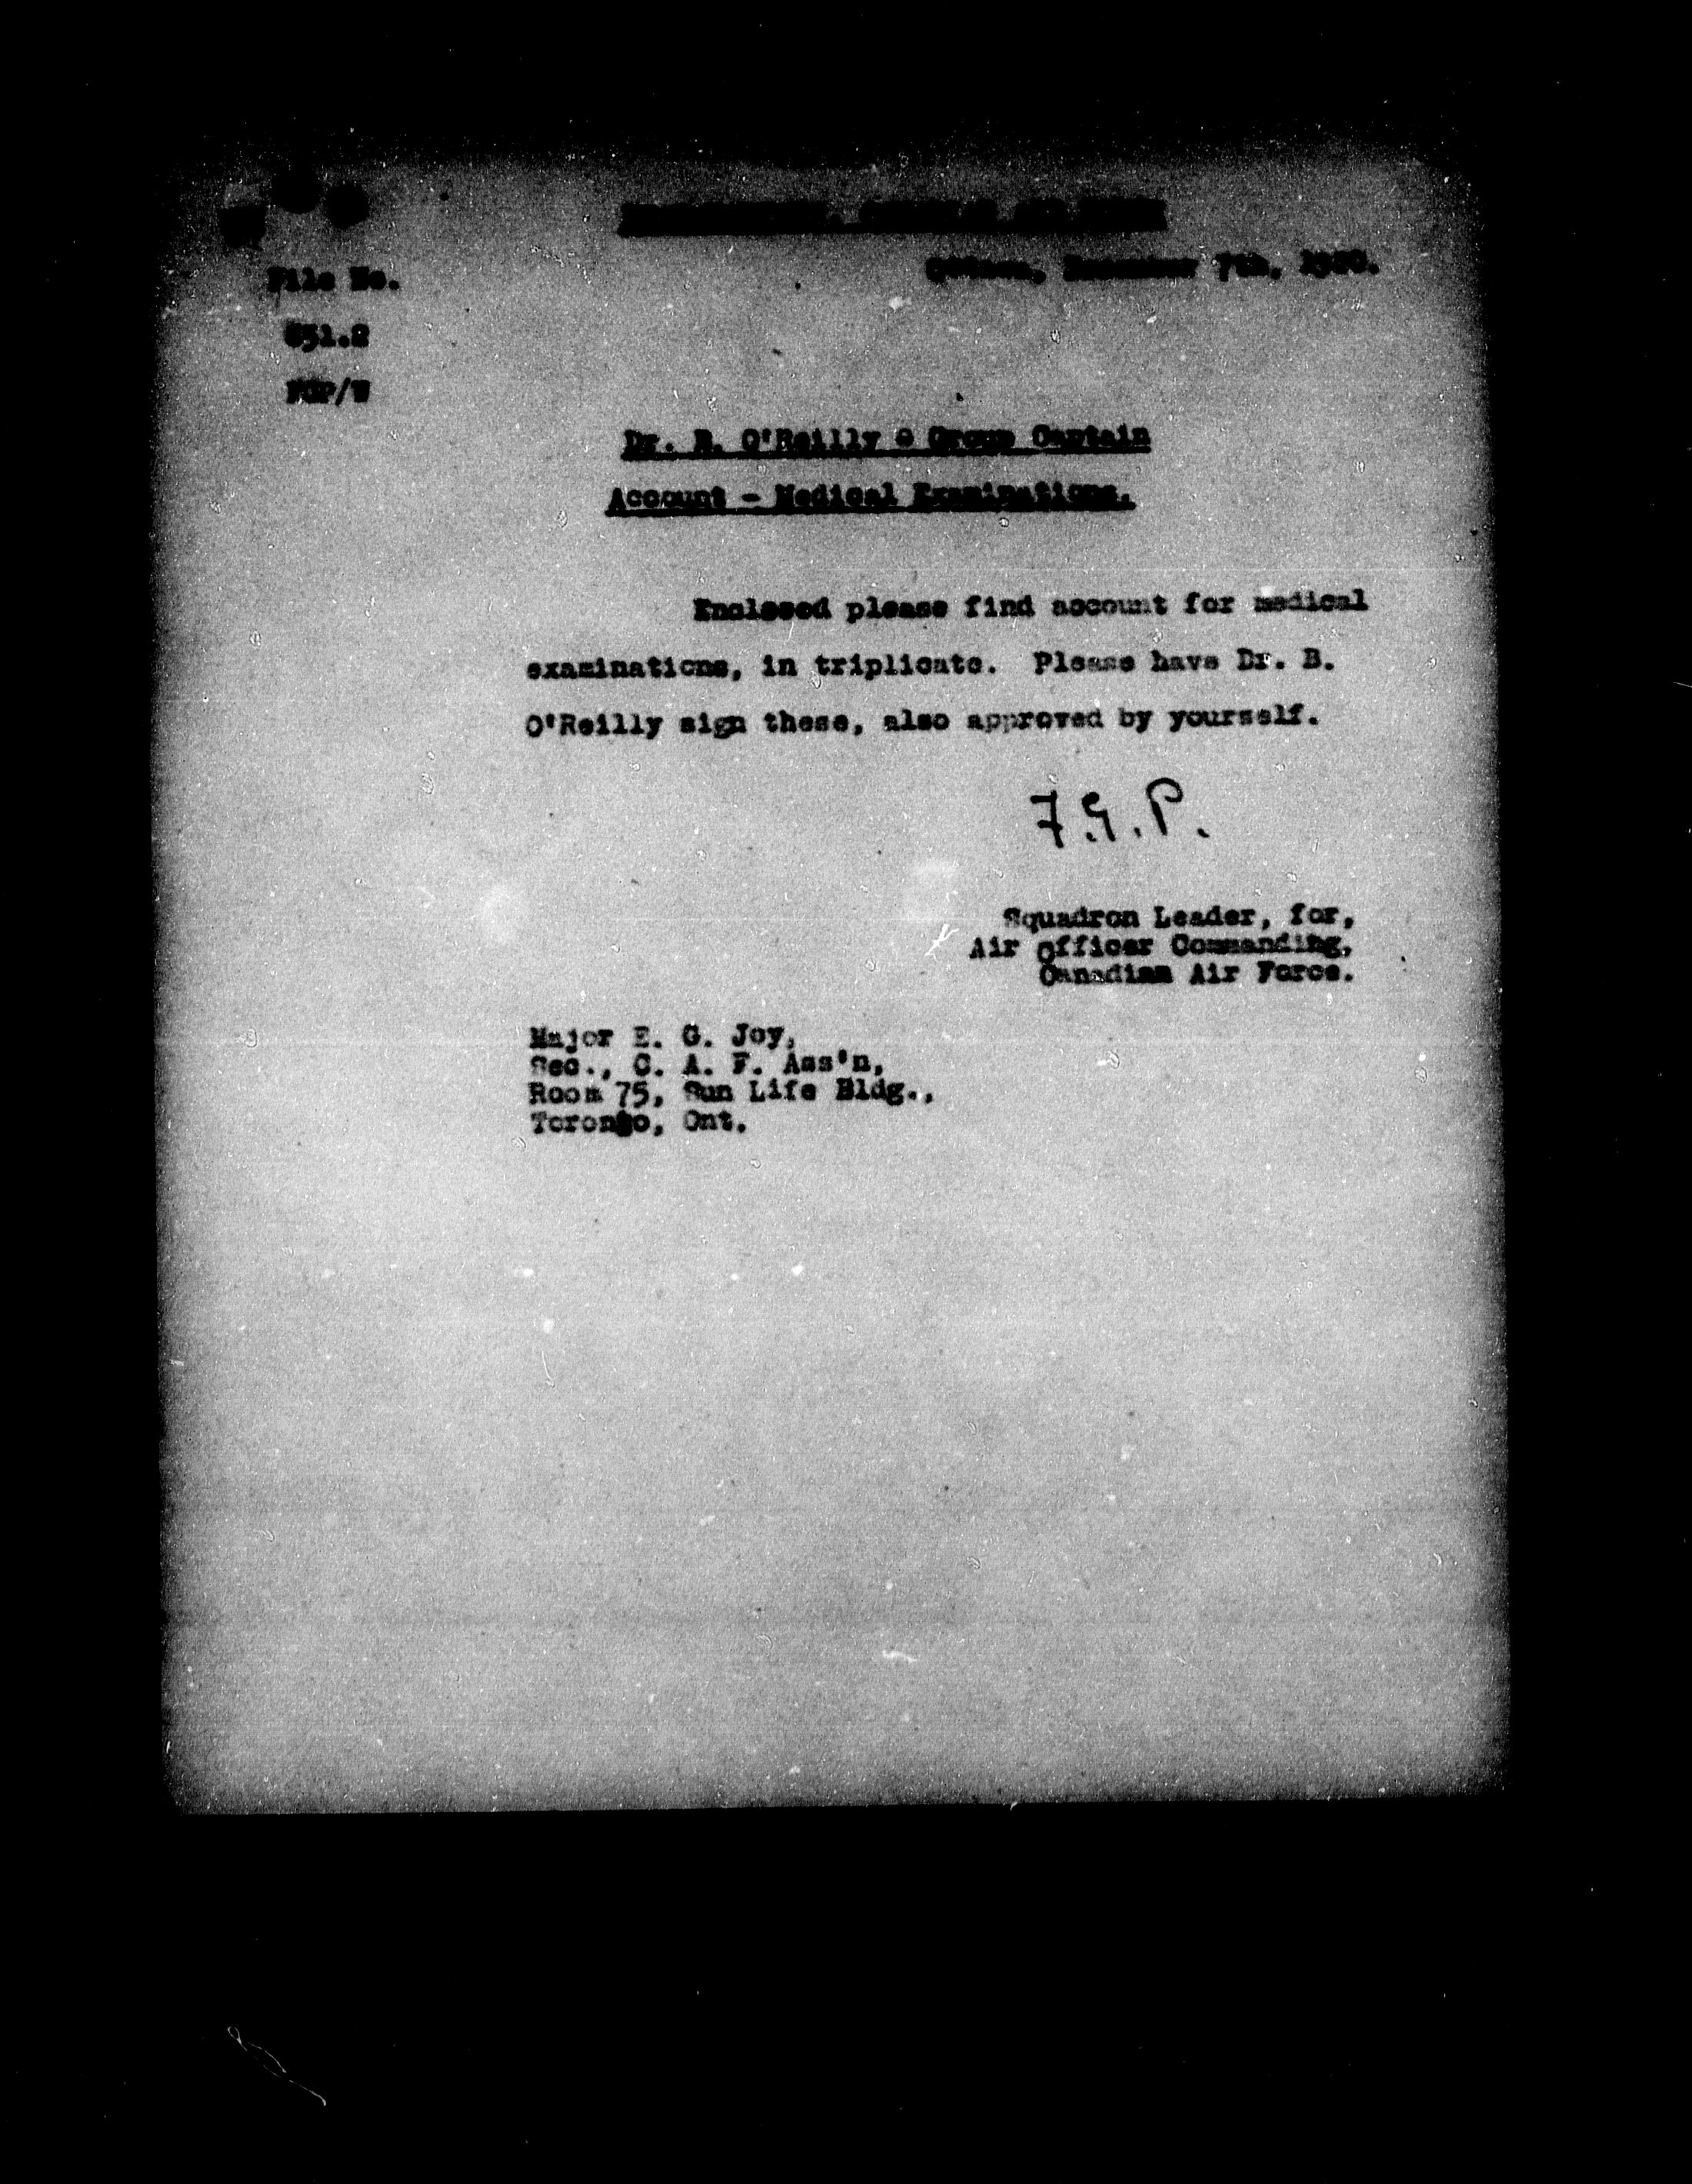 File No.
FGP/W
Dr. B. O'Reilly o Group Captain
Account - Medical Examinations.
Enclosed please find account for medical
examinations, in triplicate. Please have Dr. B.
O'Reilly sign these, also approved by yourself.
F.G.P.
Squadron Leader, for,
Air Officer Commanding,
Canadian Air Force.
Major E. G. Joy,
Sec., C. A. F. Ass'n,
Room 75, Sun Life Bldg.,
Toronto, Ont.